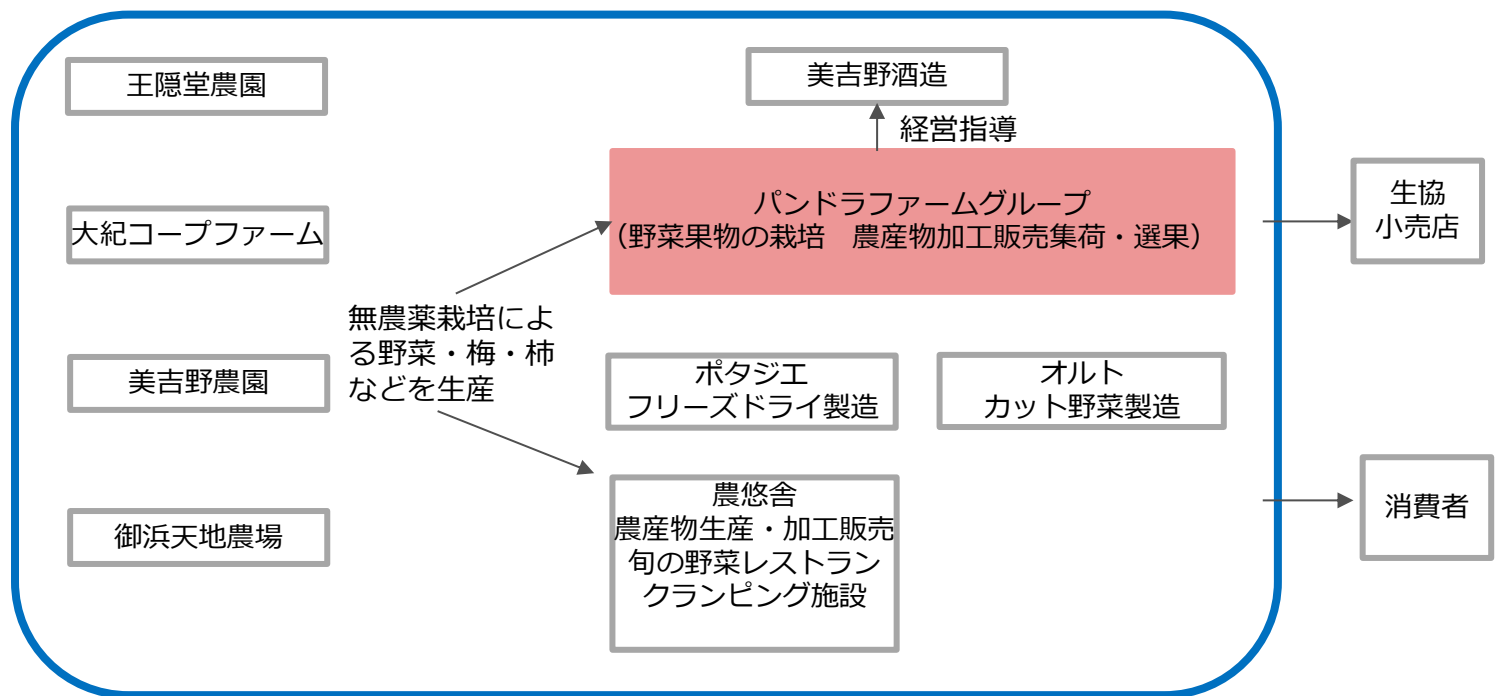 王隠堂農園
大紀コープファーム
美吉野農園
御浜天地農場
無農薬栽培によ
る野菜・梅・柿
などを生産
美吉野酒造
経営指導
パンドラファームグループ
（野菜果物の栽培　農産物加工販売集荷・選果）
ポタジエ
フリーズドライ製造
オルト
カット野菜製造
農悠舎
農産物生産・加工販売
旬の野菜レストラン
クランピング施設
生協
小売店
消費者